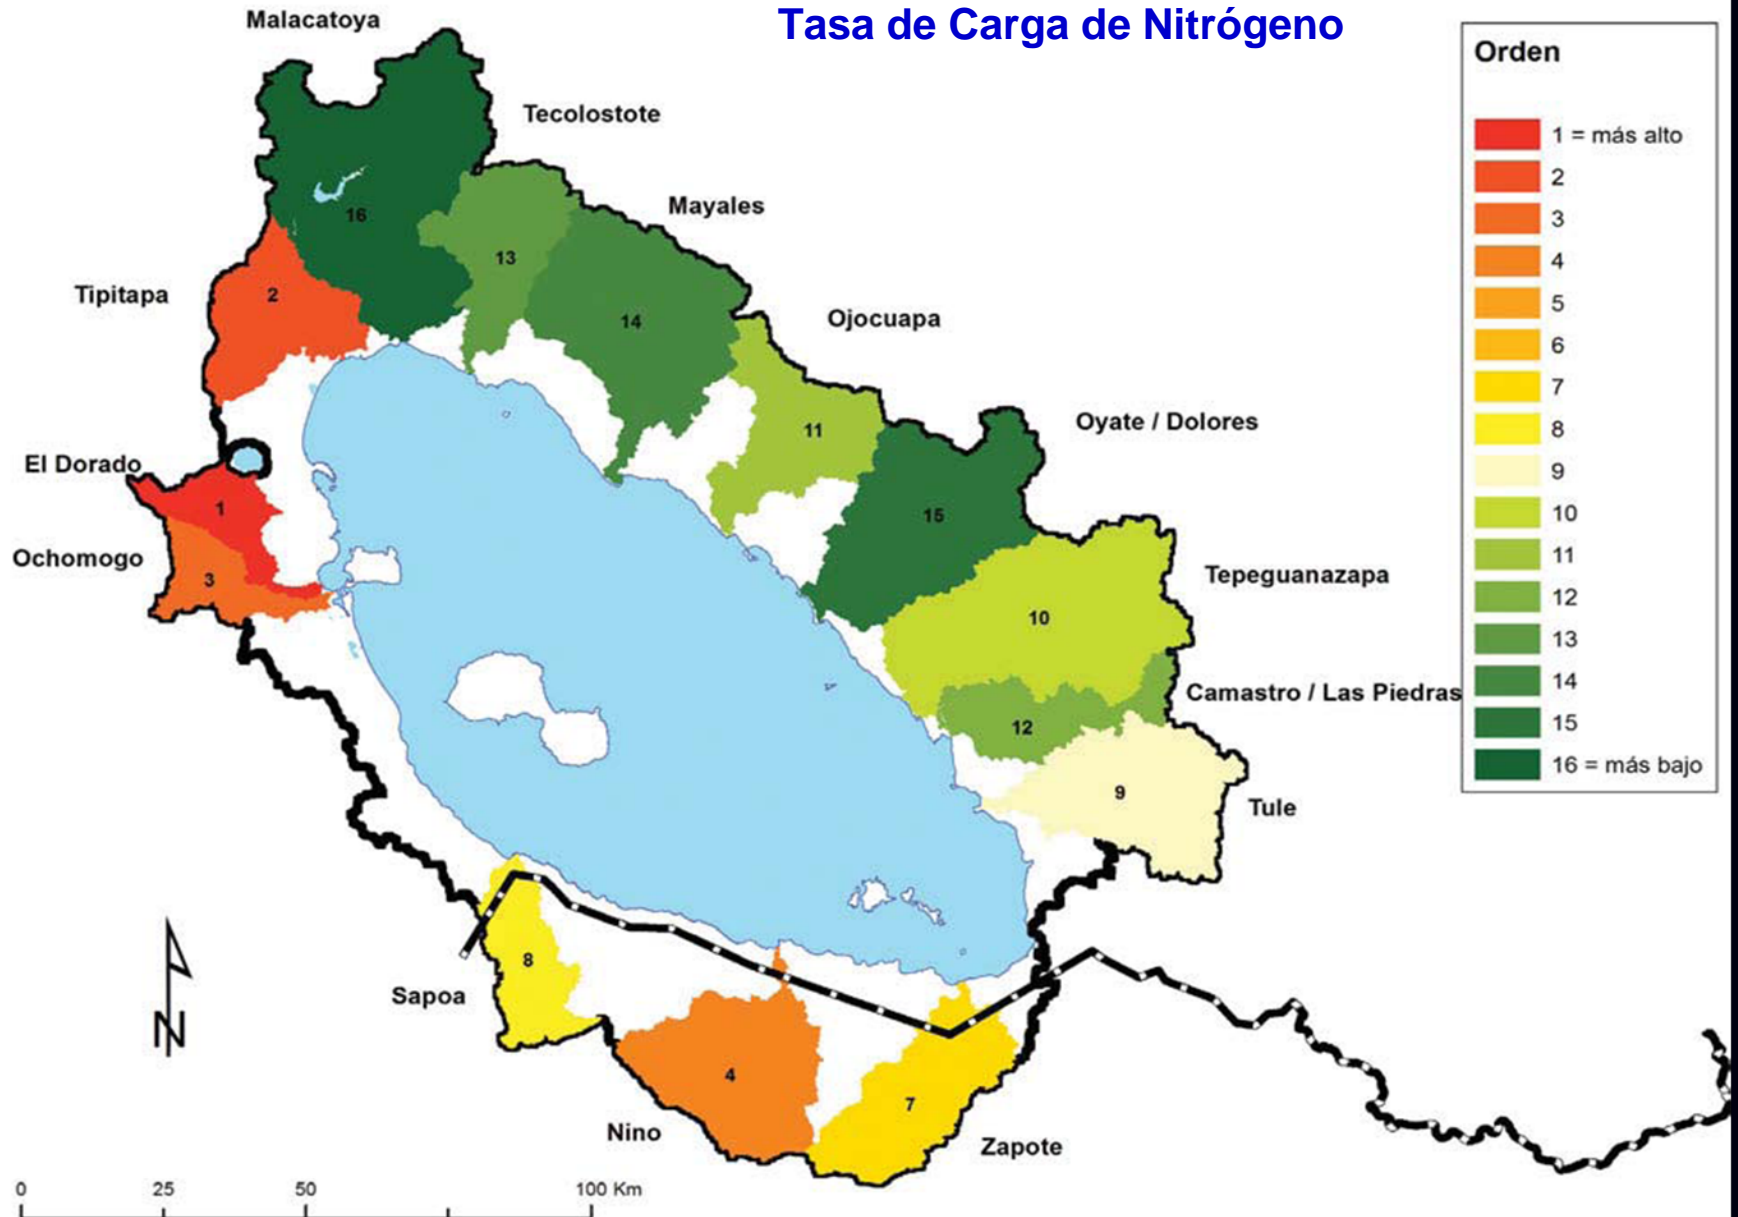 Tasa de Carga de Nitrógeno
Malacatoya
Tecolostote
Mayales
Tipitapa
Ojocuapa
El Dorado
Oyate / Dolores
Ochomogo
Tepeguanazapa
Camastro / Las Piedras
Tule
Sapoa
Nino
Zapote
16
13
2
14
11
1
15
3
10
12
9
8
4
7
N
0 25 50 100 Km
Orden
1 = más alto
2
3
4
5
6
7
8
9
10
11
12
13
14
15
16 = más bajo